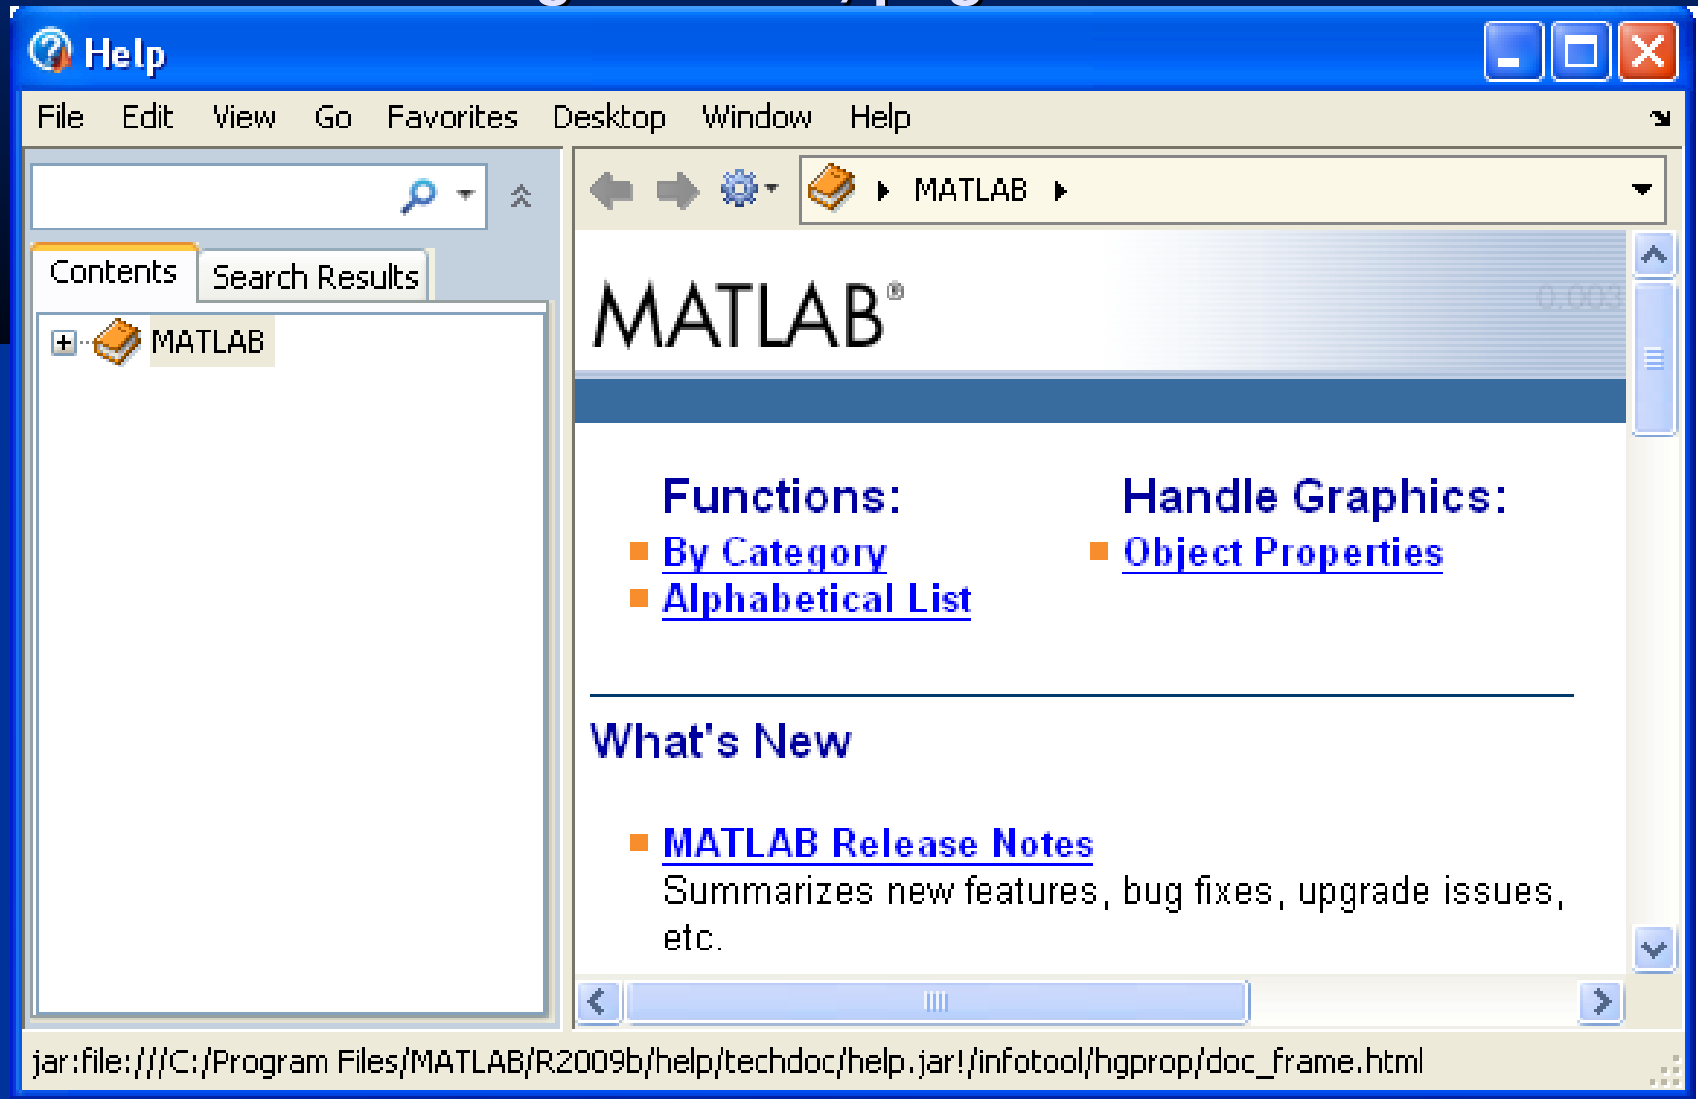 Help
File Edit View Go Favorites Desktop Window Help
MATLAB
Contents Search Results
MATLAB
MATLAB®
0.003
Functions:
By Category
Alphabetical List
Handle Graphics:
Object Properties
What's New
MATLAB Release Notes
Summarizes new features, bug fixes, upgrade issues,
etc.
jar:file:///C:/Program Files/MATLAB/R2009b/help/techdoc/help.jar!/infotool/hgprop/doc_frame.html